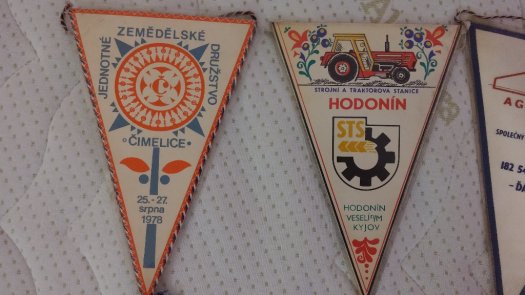 JEDNOTNÉ
ZEMĚDĚLSKÉ
DRUŽSTVO
ČIMELICE
25.-27.
srpna
1978
STROJNÍ A TRAKTOROVÁ STANICE
HODONÍN
STS
HODONÍN
VESELÍ
KYJOV
AG
SPOLEČNÝ
182 54